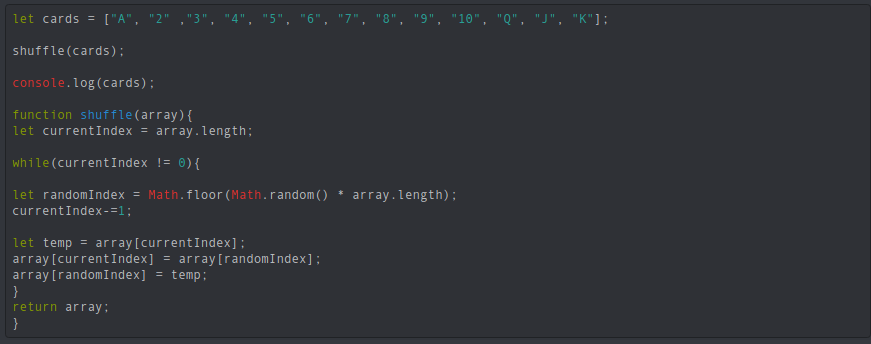 let cards = ["A", "2" ,"3", "4", "5", "6", "7", "8", "9", "10", "Q", "J", "K"];
shuffle(cards);
console.log(cards);
function shuffle(array){
let currentIndex = array.length;
while(currentIndex != 0){
let randomIndex = Math.floor(Math.random() * array.length);
currentIndex-=1;
let temp = array[currentIndex];
array[currentIndex] = array[randomIndex];
array[randomIndex] = temp;
}
return array;
}